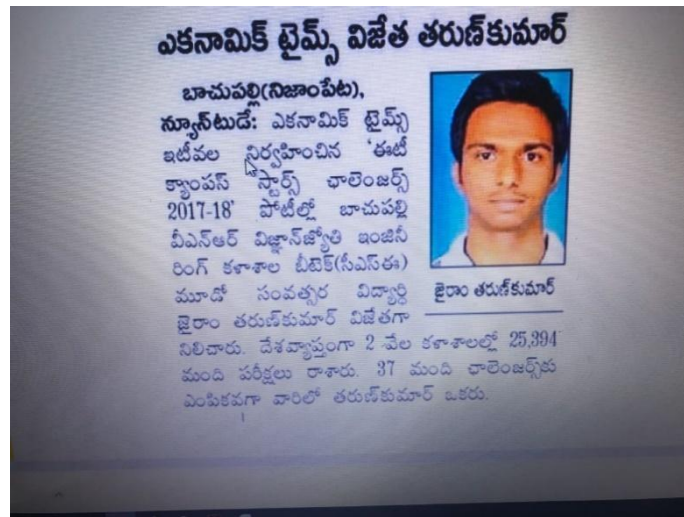 ఎకనామిక్ టైమ్స్ విజేత తరుణ్‌కుమార్
బాచుపల్లి(నిజాంపేట),
న్యూస్‌టుడే: ఎకనామిక్ టైమ్స్
ఇటీవల నిర్వహించిన ‘ఈటీ
క్యాంపస్ స్టార్స్ ఛాలెంజర్స్
2017-18’ పోటీల్లో బాచుపల్లి
వీఎన్ఆర్ విజ్ఞాన్‌జ్యోతి ఇంజినీ
రింగ్ కళాశాల బీటెక్(సీఎస్ఈ)
మూడో సంవత్సర విద్యార్థి
జైరాం తరుణ్‌కుమార్ విజేతగా
నిలిచారు. దేశవ్యాప్తంగా 2 వేల కళాశాలల్లో 25,394
మంది పరీక్షలు రాశారు. 37 మంది ఛాలెంజర్స్‌కు
ఎంపికవగా వారిలో తరుణ్‌కుమార్ ఒకరు.
జైరాం తరుణ్‌కుమార్